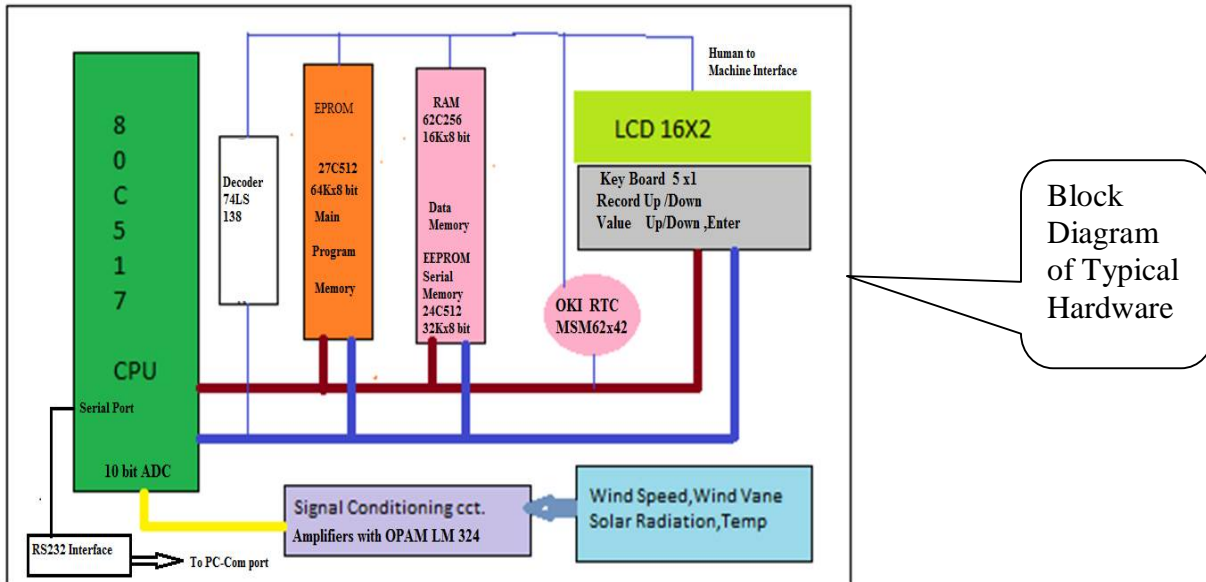 8
0
C
5
1
7
CPU
Serial Port
10 bit ADC
RS232 Interface
To PC-Com port
Decoder
74LS
138
EPROM
27C512
64Kx8 bit
Main
Program
Memory
RAM
62C256
16Kx8 bit
Data
Memory
EEPROM
Serial
Memory
24C512
32Kx8 bit
Human to
Machine Interface
LCD 16X2
Key Board 5 x1
Record Up /Down
Value Up/Down ,Enter
OKI RTC
MSM62x42
Signal Conditioning cct.
Amplifiers with OPAM LM 324
Wind Speed,Wind Vane
Solar Radiation,Temp
Block
Diagram
of Typical
Hardware